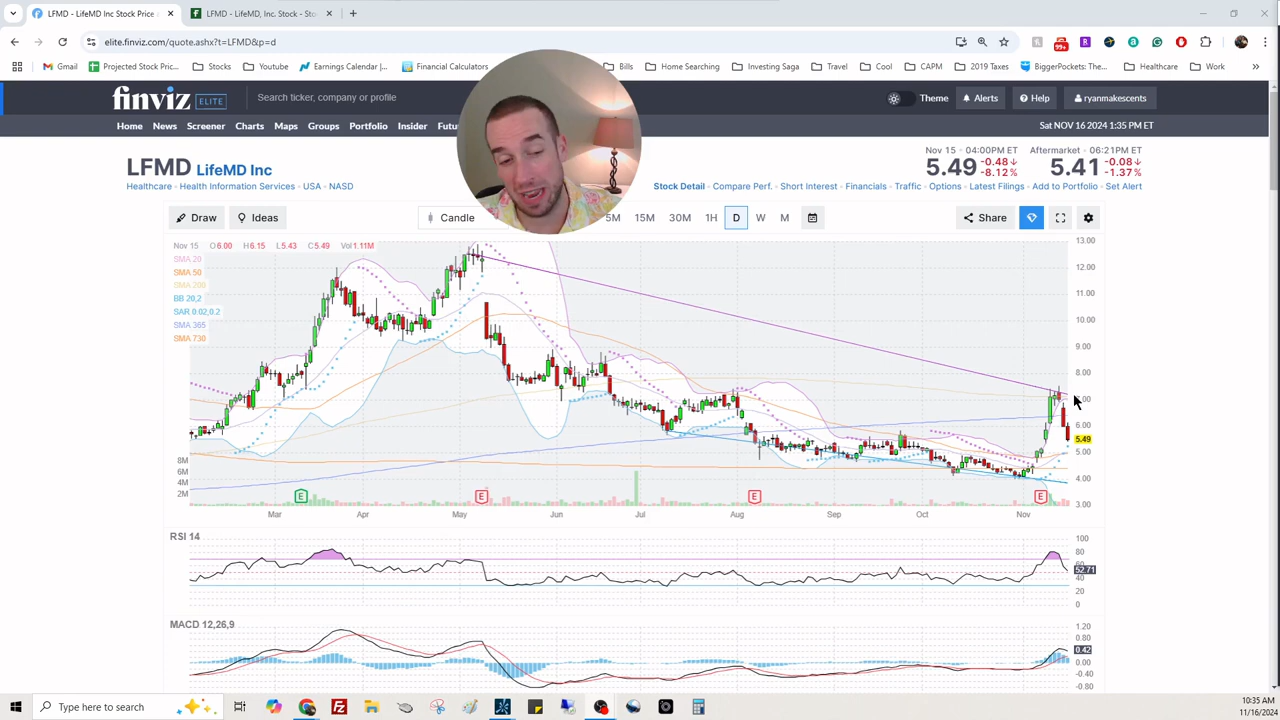 LFMD - LifeMD Inc Stock Price a
LFMD - LifeMD, Inc. Stock - Sto
elite.finviz.com/quote.ashx?t=LFMD&p=d
99+
Gmail
Projected Stock Pric...
Stocks
Youtube
Earnings Calendar |...
Financial Calculators
Bills
Home Searching
Investing Saga
Travel
Cool
CAPM
2019 Taxes
BiggerPockets: The...
Healthcare
Work
finviz ELITE
Search ticker, company or profile
Theme
Alerts
Help
ryanmakescents
Home News Screener Charts Maps Groups Portfolio Insider Futu
Sat NOV 16 2024 1:35 PM ET
LFMD LifeMD Inc
Healthcare · Health Information Services · USA · NASD
Nov 15 · 04:00PM ET
5.49 -0.48
-8.12%
Aftermarket · 06:21PM ET
5.41 -0.08
-1.37%
Stock Detail · Compare Perf. · Short Interest · Financials · Traffic · Options · Latest Filings · Add to Portfolio · Set Alert
Draw
Ideas
Candle
5M 15M 30M 1H D W M
Share
Nov 15 O 6.00 H 6.15 L 5.43 C 5.49 Vol 1.11M
SMA 20
SMA 50
SMA 200
BB 20,2
SAR 0.02,0.2
SMA 365
SMA 730
13.00
12.00
11.00
10.00
9.00
8.00
6.00
5.49
5.00
4.00
3.00
8M
6M
4M
2M
E E E E
Mar Apr May Jun Jul Aug Sep Oct Nov
RSI 14
100
80
52.71
40
20
0
MACD 12,26,9
1.20
0.80
0.42
0.00
-0.40
-0.80
Type here to search
10:35 AM
11/16/2024